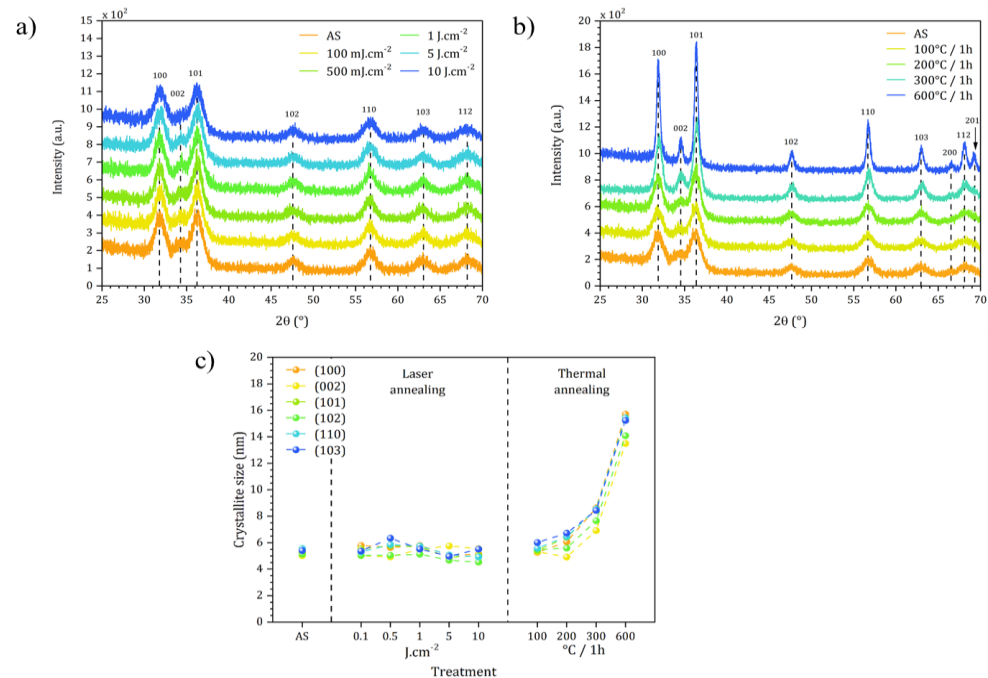 a)
x 10²
15
14
13
12
11
10
9
8
7
6
5
4
3
2
1
0
Intensity (a.u.)
AS
100 mJ.cm⁻²
500 mJ.cm⁻²
1 J.cm⁻²
5 J.cm⁻²
10 J.cm⁻²
100
002
101
102
110
103
112
25 30 35 40 45 50 55 60 65 70
2θ (°)
b)
x 10²
20
18
16
14
12
10
8
6
4
2
0
Intensity (a.u.)
AS
100°C / 1h
200°C / 1h
300°C / 1h
600°C / 1h
100
002
101
102
110
103
200
112
201
25 30 35 40 45 50 55 60 65 70
2θ (°)
c)
20
18
16
14
12
10
8
6
4
2
0
Crystallite size (nm)
(100)
(002)
(101)
(102)
(110)
(103)
Laser
annealing
Thermal
annealing
AS 0.1 0.5 1 5 10 100 200 300 600
J.cm⁻² °C / 1h
Treatment